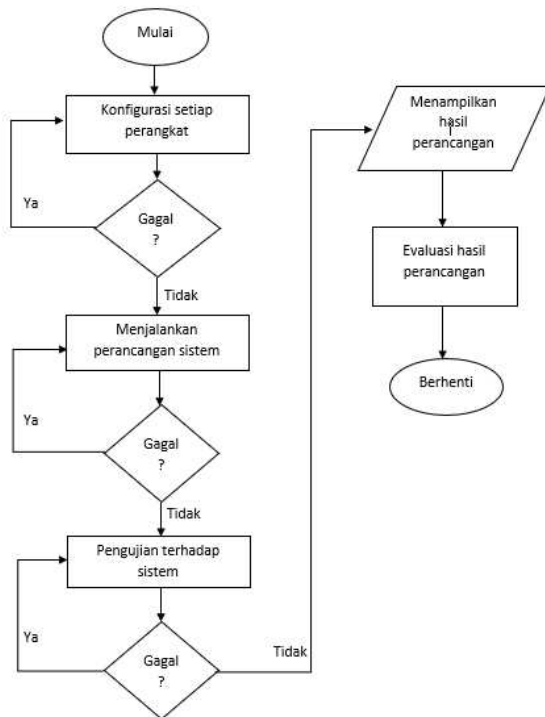 Mulai
Konfigurasi setiap
perangkat
Gagal
?
Ya
Tidak
Menjalankan
perancangan sistem
Gagal
?
Ya
Tidak
Pengujian terhadap
sistem
Gagal
?
Ya
Tidak
Menampilkan
hasil
perancangan
Evaluasi hasil
perancangan
Berhenti